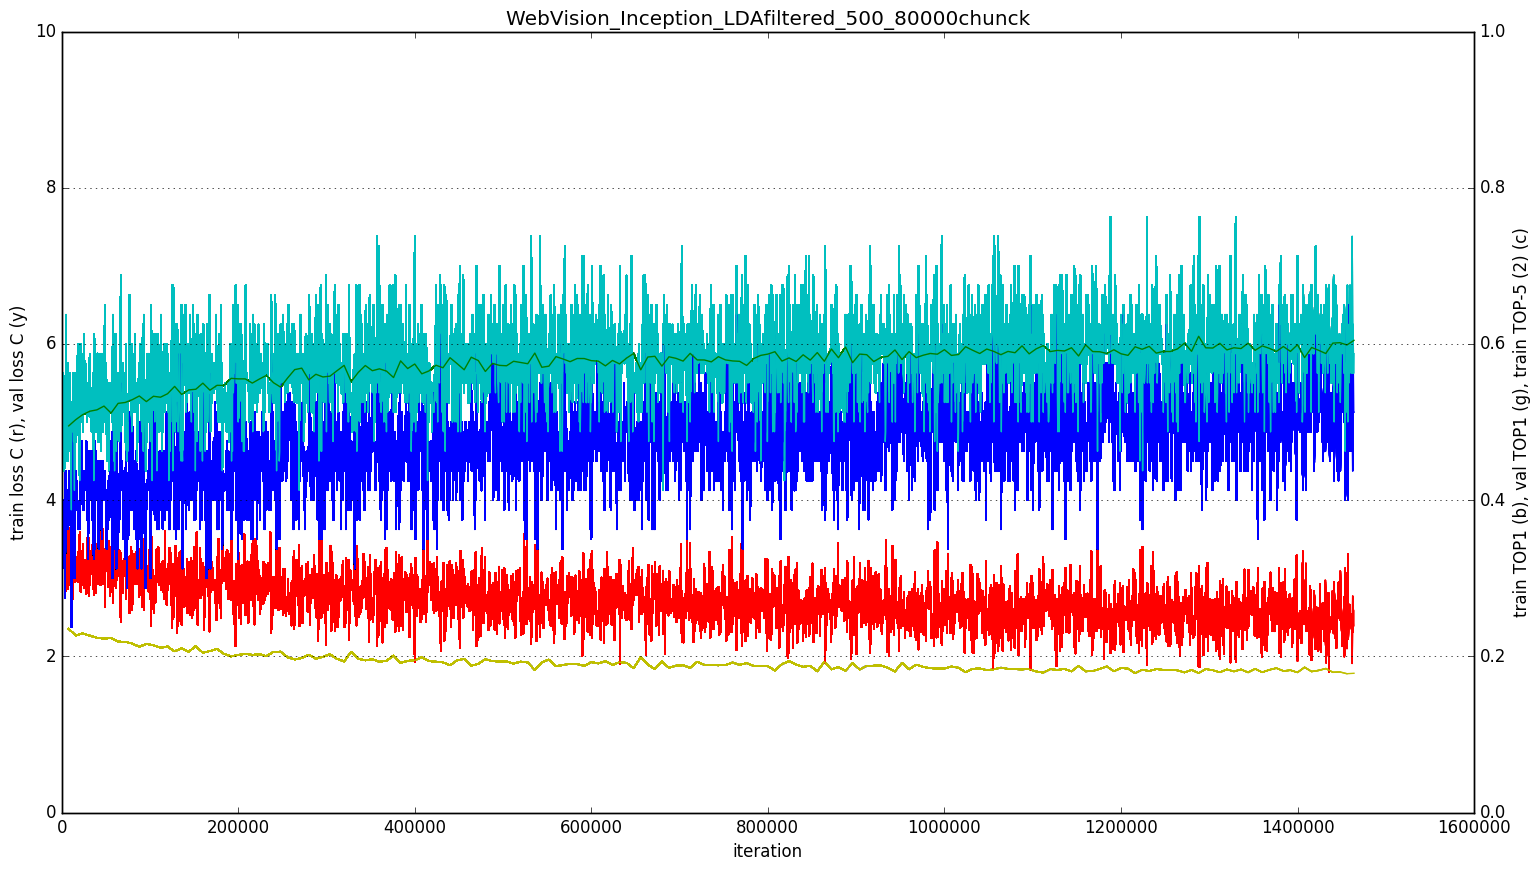 WebVision_Inception_LDAfiltered_500_80000chunck
10
8
6
4
2
0
train loss C (r), val loss C (y)
1.0
0.8
0.6
0.4
0.2
0.0
train TOP1 (b), val TOP1 (g), train TOP-5 (2) (c)
0 200000 400000 600000 800000 1000000 1200000 1400000 1600000
iteration